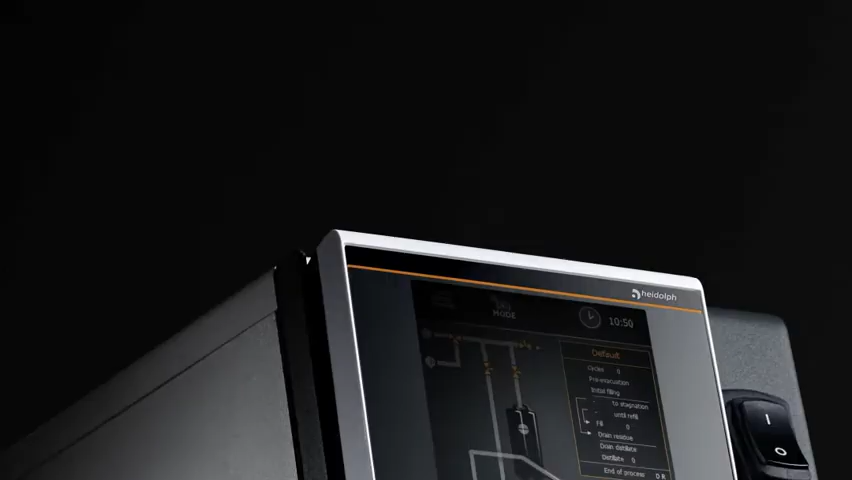 heidolph
MODE
10:50
Default
Cycles 0
Pre-evacuation
Initial filling
to stagnation
until refill
Fill 0
Drain residue
Drain distillate
Distillate 0
End of process D R
I O